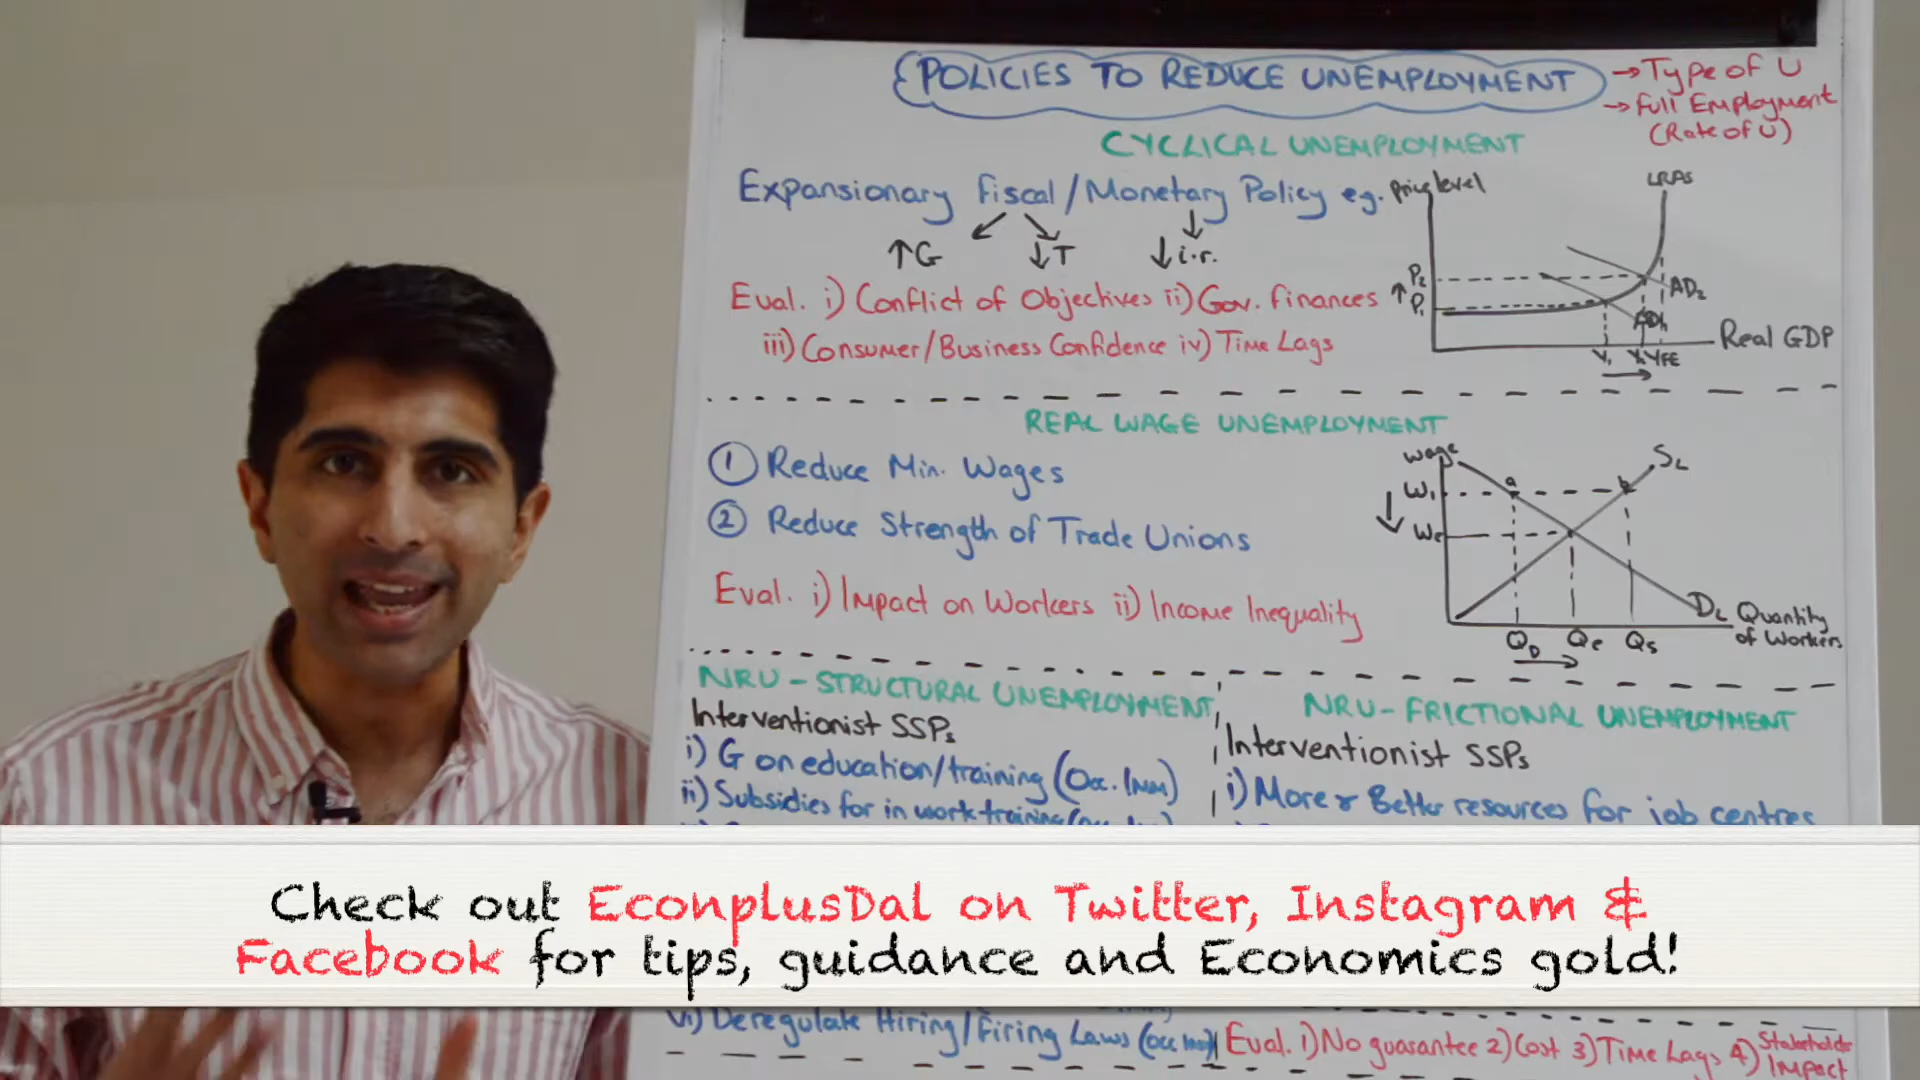 POLICIES TO REDUCE UNEMPLOYMENT
→ Type of U
→ Full Employment
(Rate of U)
CYCLICAL UNEMPLOYMENT
Expansionary Fiscal/Monetary Policy eg.
↑G ↓T ↓i.r.
Eval. i) Conflict of Objectives ii) Gov. Finances
iii) Consumer/Business Confidence iv) Time Lags
Price level
LRAS
P2
↑
P1
AD2
AD1
Real GDP
Y1 Y2 YFE
REAL WAGE UNEMPLOYMENT
① Reduce Min. Wages
② Reduce Strength of Trade Unions
Eval. i) Impact on Workers ii) Income Inequality
Wage
SL
W1 a b
↓
We
DL Quantity
of Workers
QD Qe Qs
NRU - STRUCTURAL UNEMPLOYMENT
Interventionist SSPs
i) G on education/training (Occ. Imm)
ii) Subsidies for in work training
NRU - FRICTIONAL UNEMPLOYMENT
Interventionist SSPs
i) More & Better resources for job centres
Check out EconplusDal on Twitter, Instagram &
Facebook for tips, guidance and Economics gold!
vi) Deregulate Hiring/Firing Laws
Eval. 1) No guarantee 2) Cost 3) Time Lags 4) Stakeholder
Impact